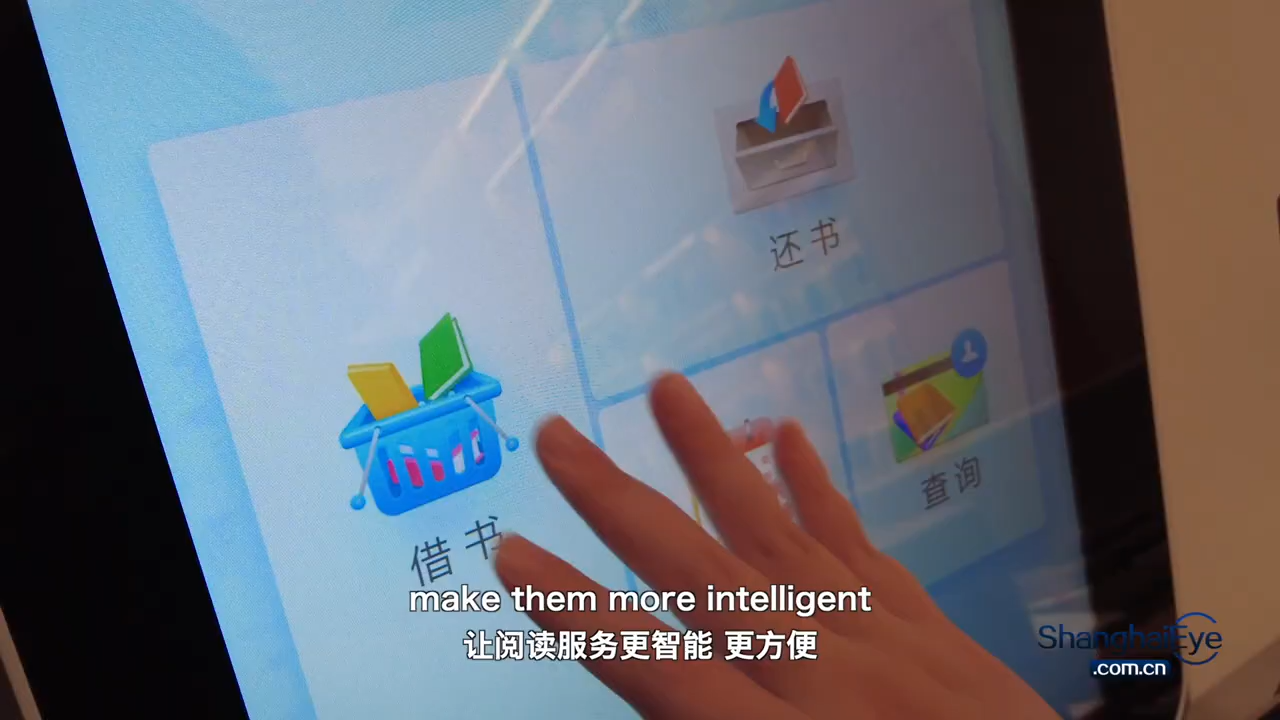 还书
查询
借书
make them more intelligent
让阅读服务更智能 更方便
ShanghaiEye
.com.cn